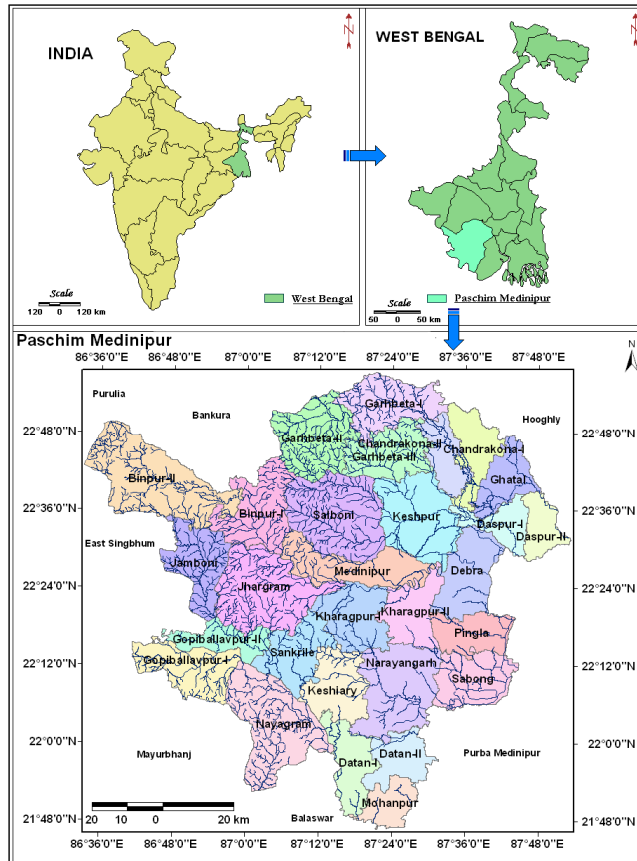 INDIA
N
Scale
120 0 120 km
West Bengal
WEST BENGAL
N
Scale
50 0 50 km
Paschim Medinipur
Paschim Medinipur
N
86°36'0"E 86°48'0"E 87°0'0"E 87°12'0"E 87°24'0"E 87°36'0"E 87°48'0"E
Purulia
Bankura
Hooghly
Garhbeta-I
22°48'0"N
22°48'0"N
Garhbeta-II
Chandrakona-II
Chandrakona-I
Garhbeta-III
Binpur-II
Ghatal
22°36'0"N
22°36'0"N
Binpur-I
Salboni
Keshpur
Daspur-I
Daspur-II
East Singbhum
Jamboni
Medinipur
Debra
22°24'0"N
22°24'0"N
Jhargram
Kharagpur-I
Kharagpur-II
Gopiballavpur-II
Pingla
22°12'0"N
22°12'0"N
Gopiballavpur-I
Sankrile
Narayangarh
Sabong
Keshiary
Nayagram
22°0'0"N
22°0'0"N
Mayurbhanj
Datan-I
Datan-II
Purba Medinipur
Mohanpur
21°48'0"N
21°48'0"N
Balaswar
20 10 0 20 km
86°36'0"E 86°48'0"E 87°0'0"E 87°12'0"E 87°24'0"E 87°36'0"E 87°48'0"E